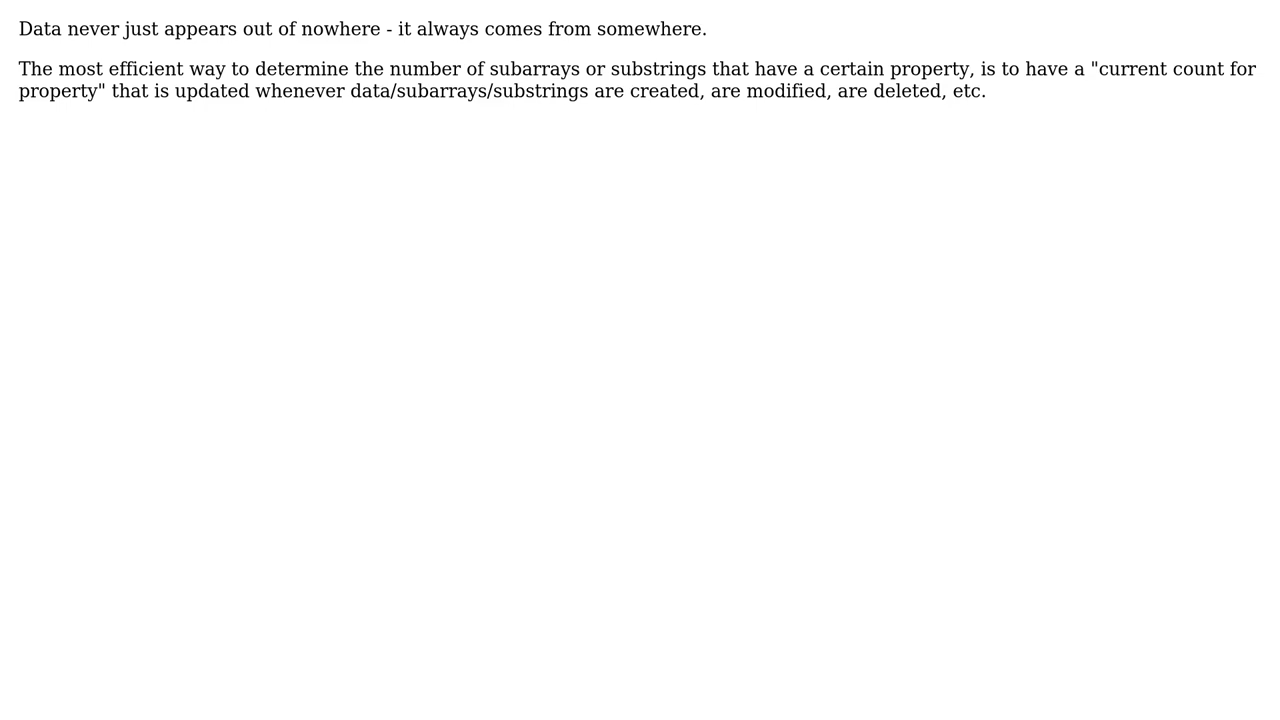 Data never just appears out of nowhere - it always comes from somewhere.
The most efficient way to determine the number of subarrays or substrings that have a certain property, is to have a "current count for
property" that is updated whenever data/subarrays/substrings are created, are modified, are deleted, etc.